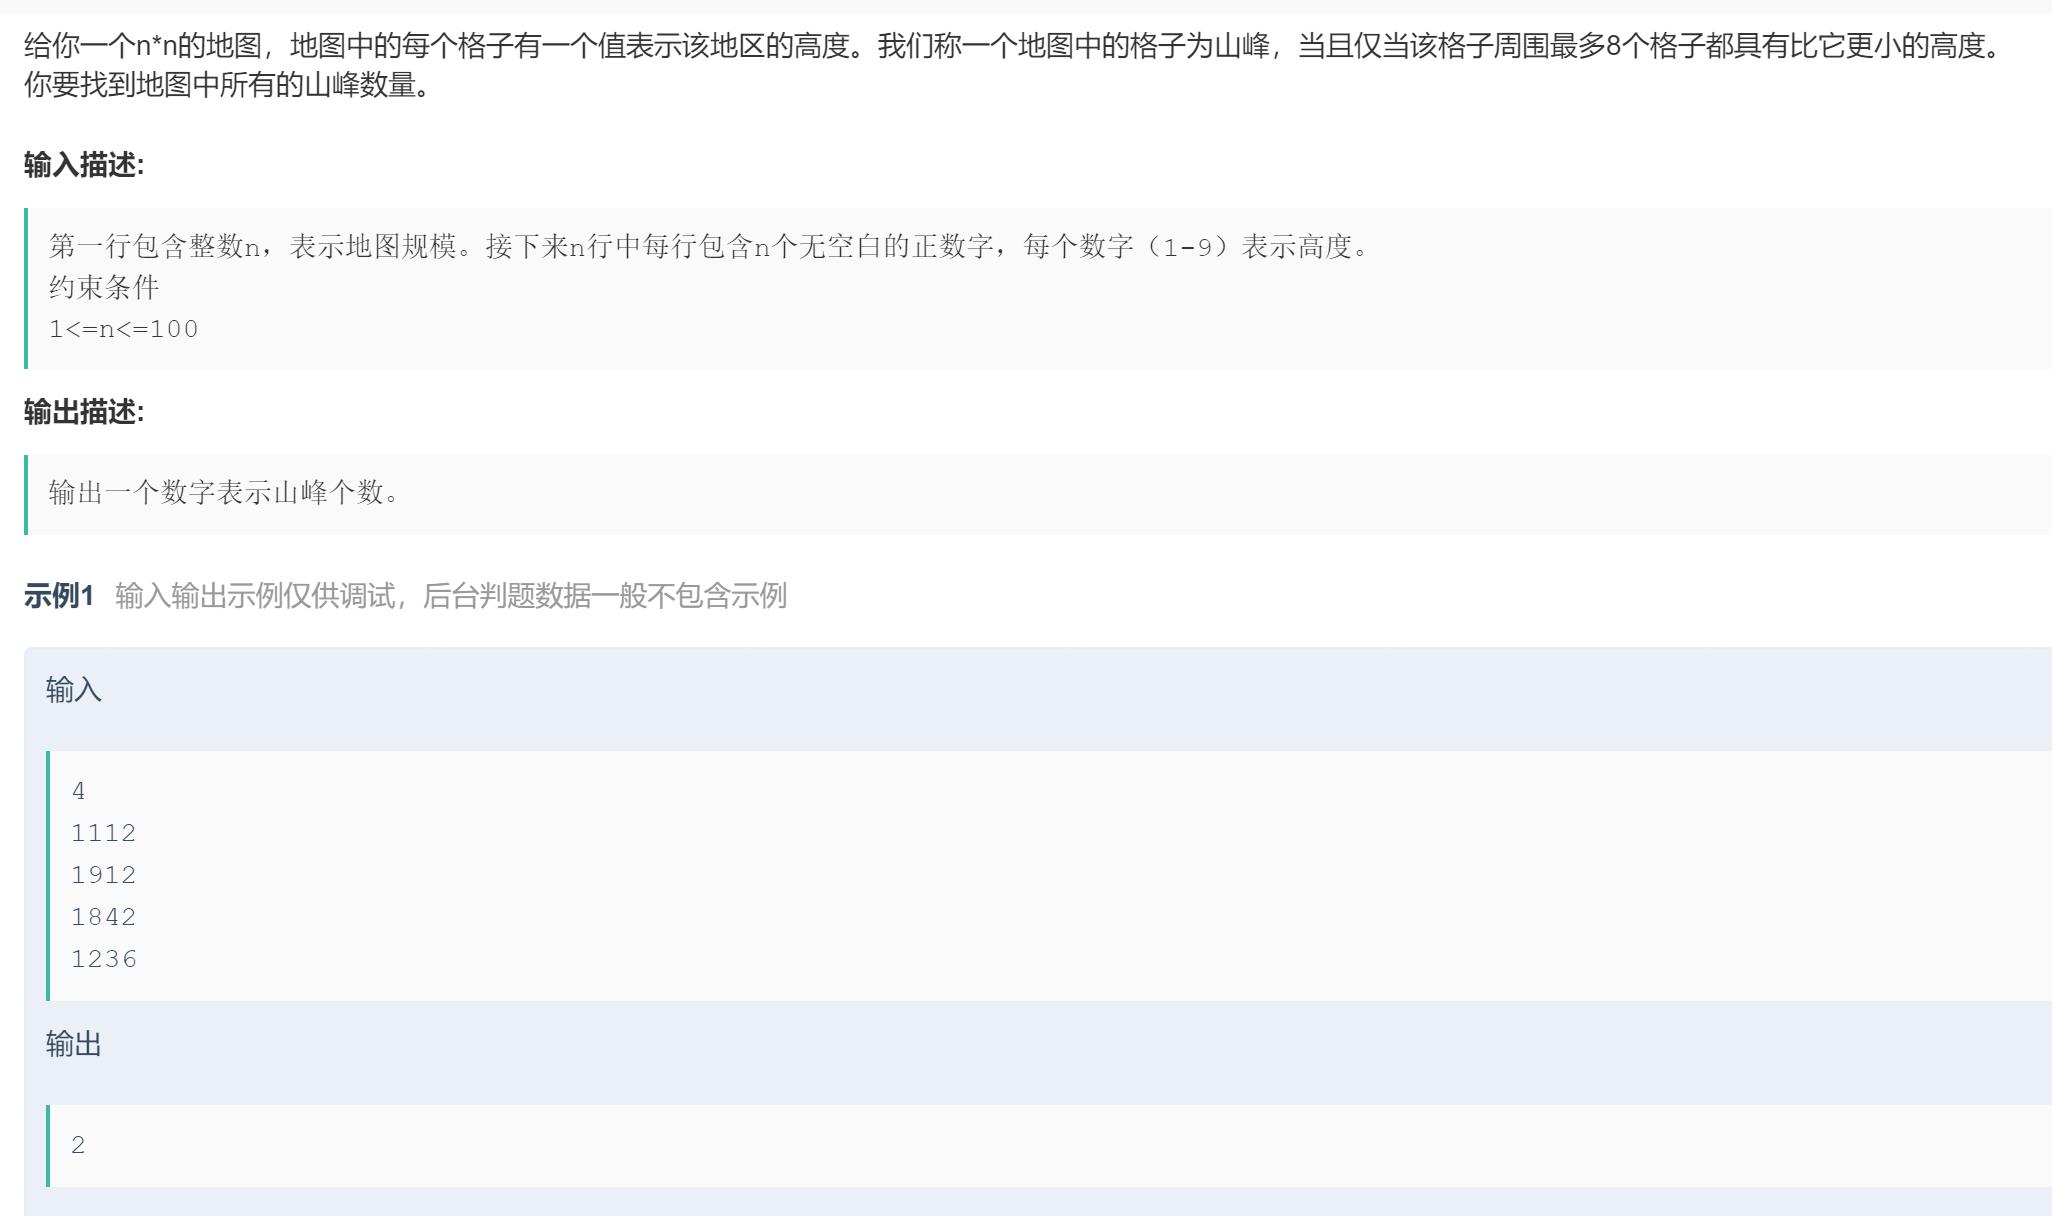 给你一个n*n的地图，地图中的每个格子有一个值表示该地区的高度。我们称一个地图中的格子为山峰，当且仅当该格子周围最多8个格子都具有比它更小的高度。
你要找到地图中所有的山峰数量。
输入描述:
第一行包含整数n，表示地图规模。接下来n行中每行包含n个无空白的正数字，每个数字（1-9）表示高度。
约束条件
1<=n<=100
输出描述:
输出一个数字表示山峰个数。
示例1 输入输出示例仅供调试，后台判题数据一般不包含示例
输入
4
1112
1912
1842
1236
输出
2